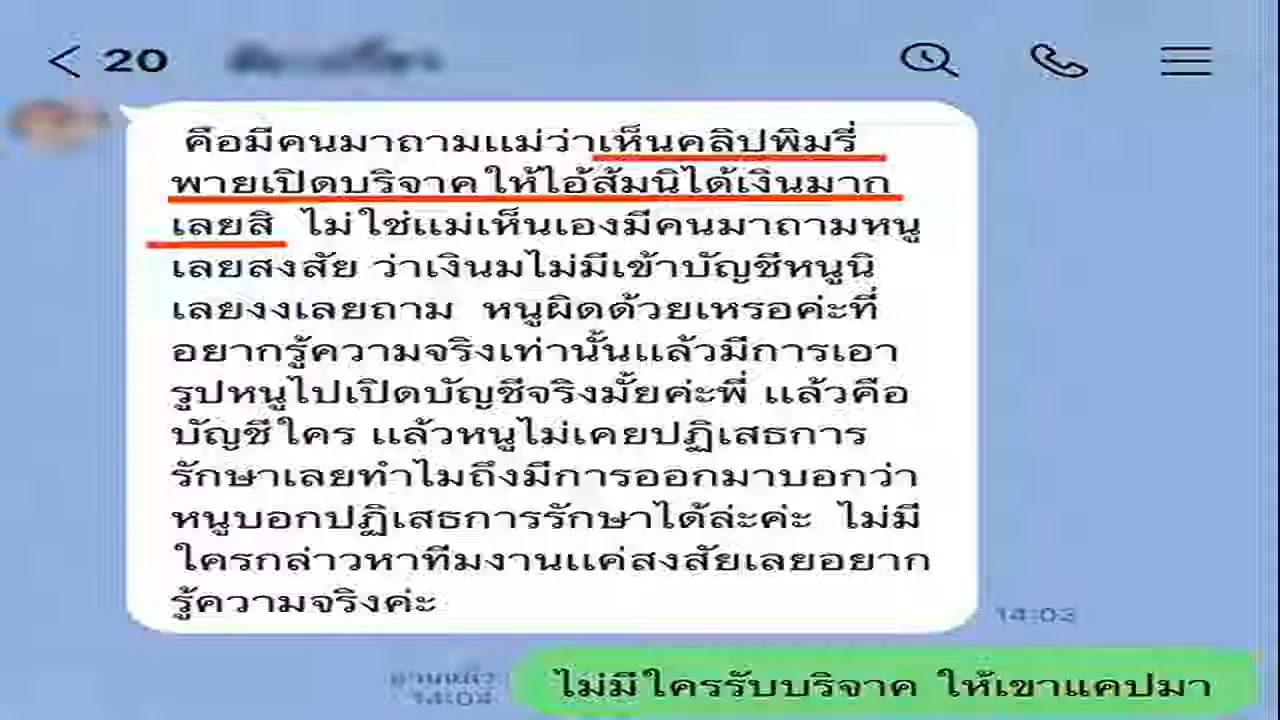 20
คือมีคนมาถามแม่ว่าเห็นคลิปพิมรี่
พายเปิดบริจาคให้ไอ้ส้มนิได้เงินมาก
เลยสิ ไม่ใช่แม่เห็นเองมีคนมาถามหนู
เลยสงสัย ว่าเงินมไม่มีเข้าบัญชีหนูนิ
เลยงงเลยถาม หนูผิดด้วยเหรอค่ะที่
อยากรู้ความจริงเท่านั้นแล้วมีการเอา
รูปหนูไปเปิดบัญชีจริงมั้ยค่ะพี่ แล้วคือ
บัญชีใคร แล้วหนูไม่เคยปฏิเสธการ
รักษาเลยทำไมถึงมีการออกมาบอกว่า
หนูบอกปฏิเสธการรักษาได้ล่ะค่ะ ไม่มี
ใครกล่าวหาทีมงานแค่สงสัยเลยอยาก
รู้ความจริงค่ะ
14:03
อ่านแล้ว
14:04
ไม่มีใครรับบริจาค ให้เขาแคปมา